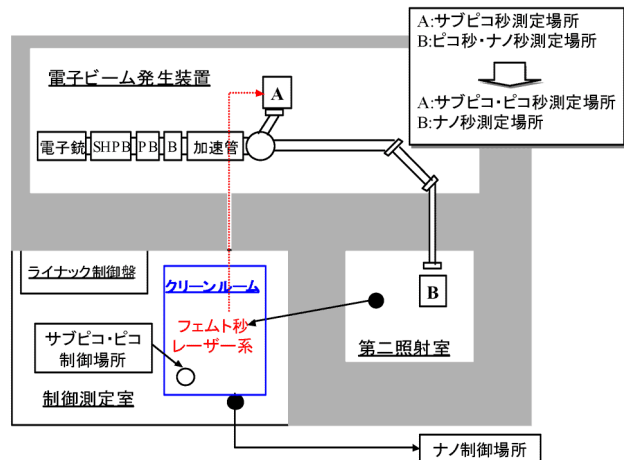 A:サブピコ秒測定場所
B:ピコ秒・ナノ秒測定場所
A:サブピコ・ピコ秒測定場所
B:ナノ秒測定場所
電子ビーム発生装置
A
電子銃
SHPB
PB
B
加速管
ライナック制御盤
クリーンルーム
フェムト秒
レーザー系
サブピコ・ピコ
制御場所
制御測定室
B
第二照射室
ナノ制御場所